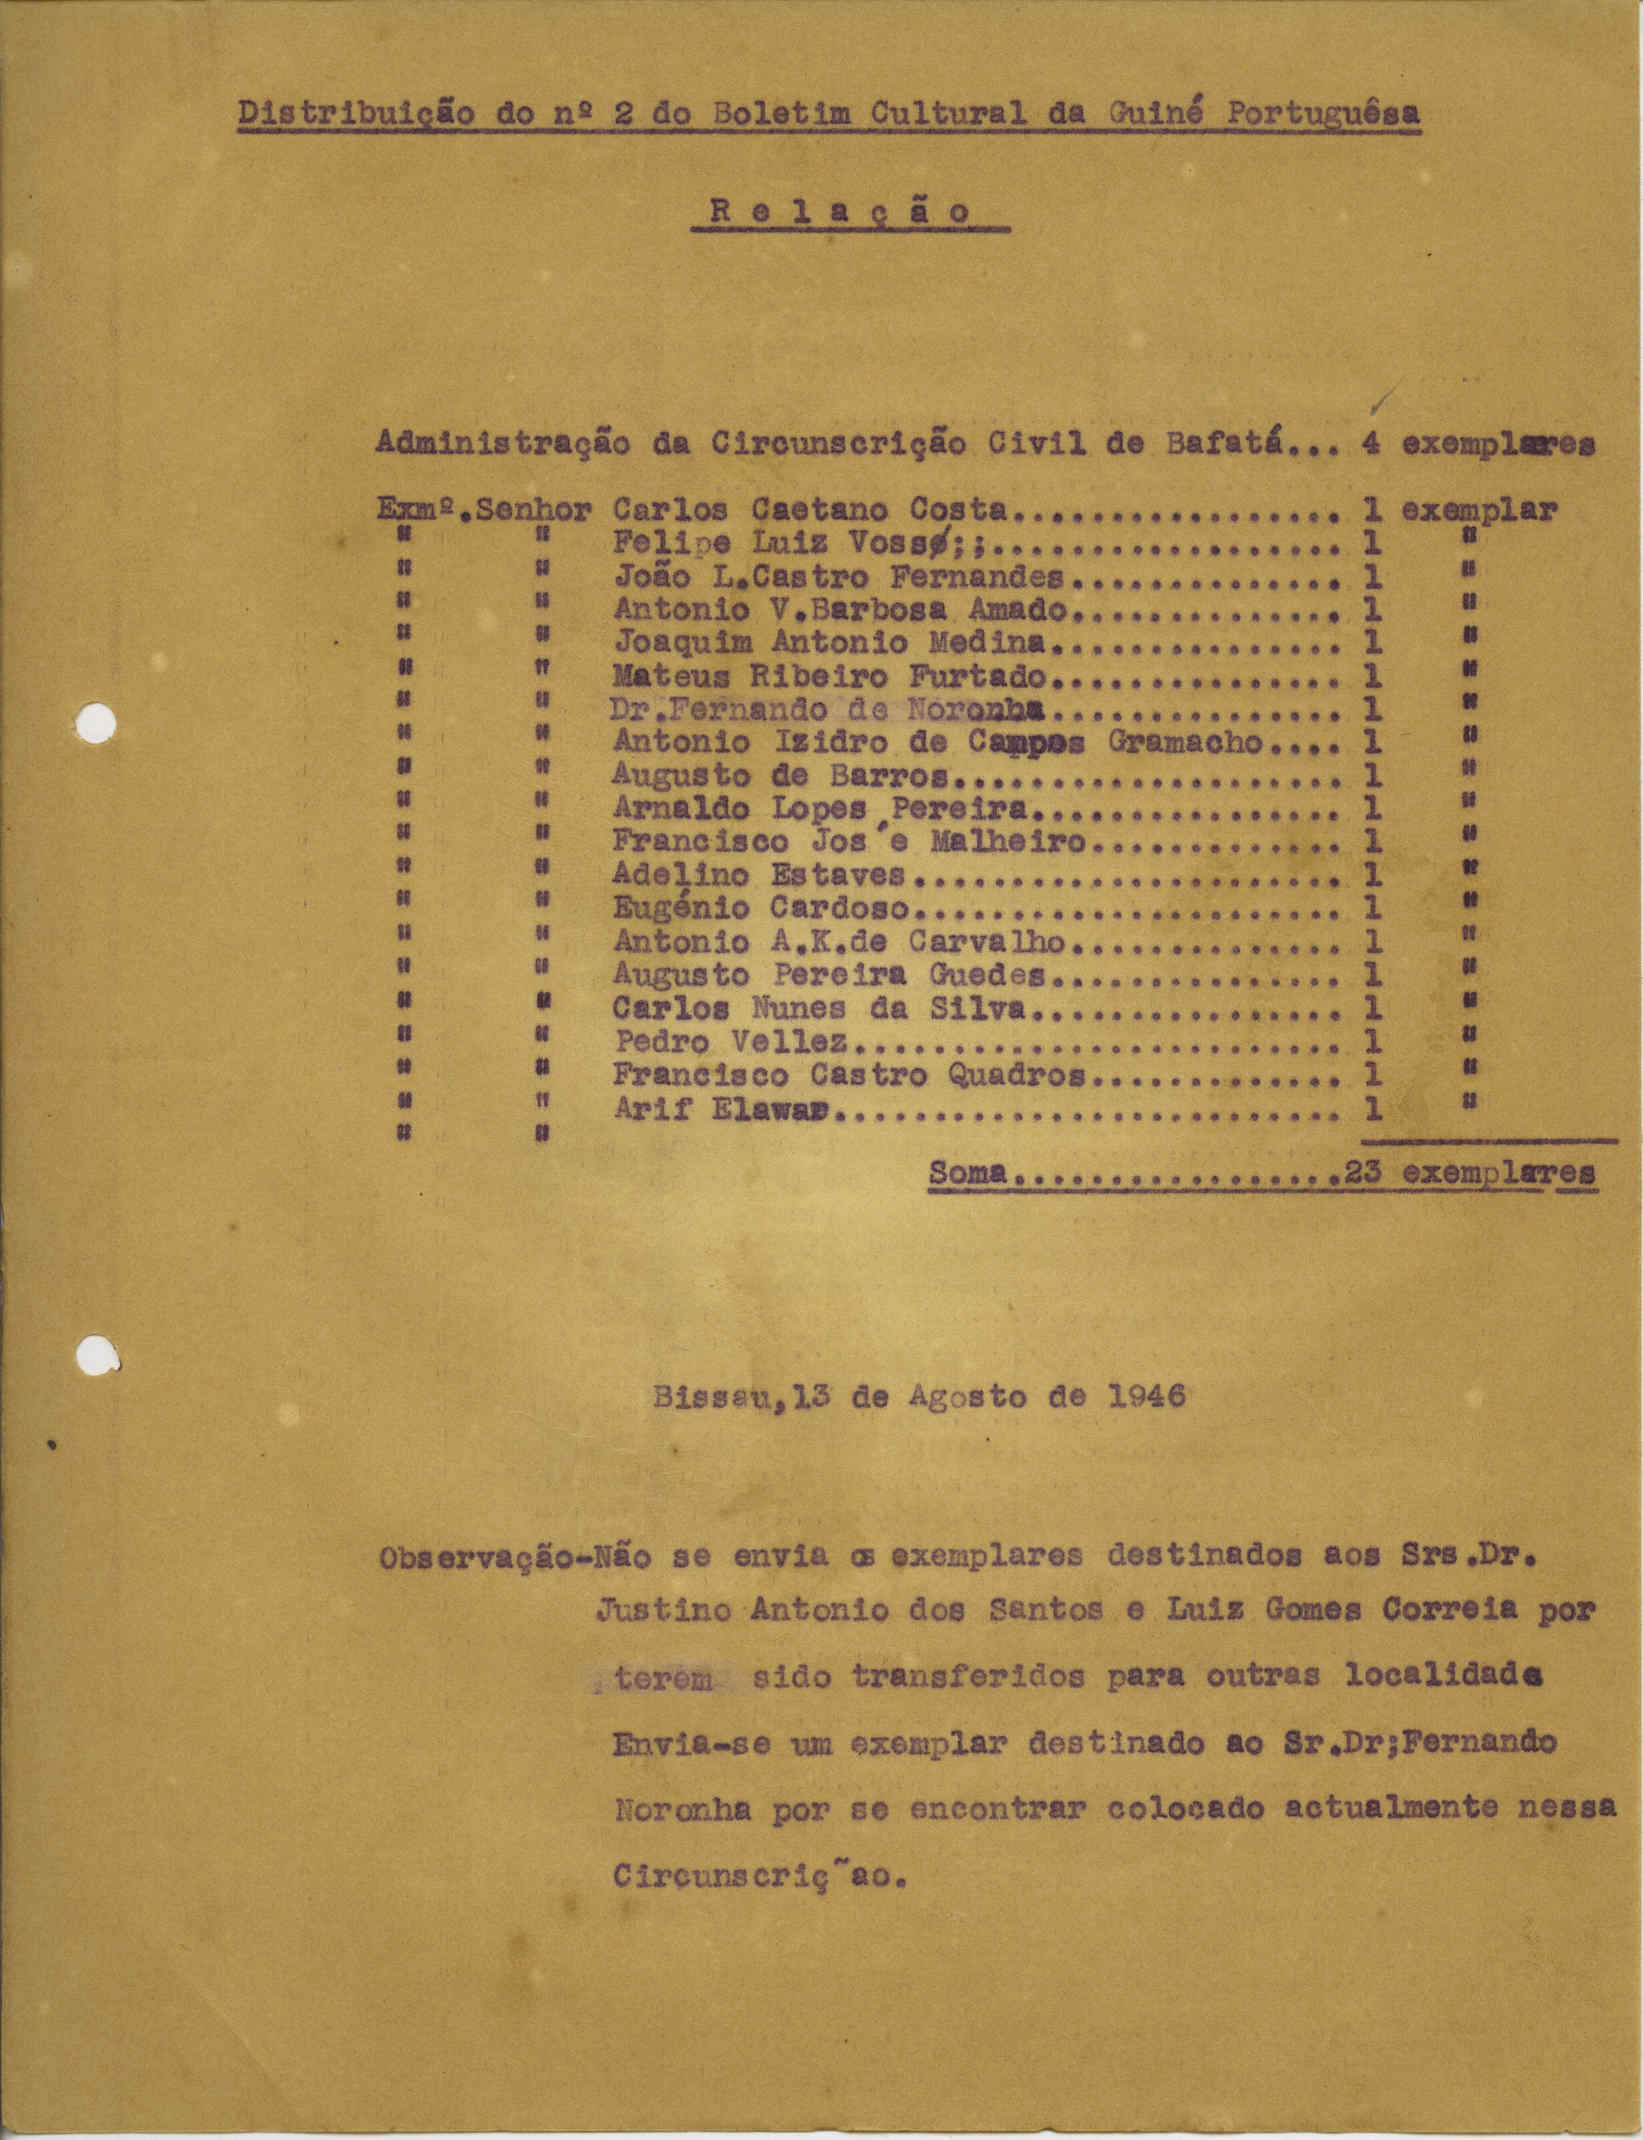 Distribuição do nº 2 do Boletim Cultural da Guiné Portuguêsa
R e l a ç ã o
Administração da Circunscrição Civil de Bafatá... 4 exemplares
Exmº.Senhor Carlos Caetano Costa................. 1 exemplar
" " Felipe Luiz Vossø;;.................. 1 "
" " João L.Castro Fernandes.............. 1 "
" " Antonio V.Barbosa Amado.............. 1 "
" " Joaquim Antonio Medina............... 1 "
" " Mateus Ribeiro Furtado............... 1 "
" " Dr.Fernando de Noronha............... 1 "
" " Antonio Izidro de Campos Gramacho.... 1 "
" " Augusto de Barros.................... 1 "
" " Arnaldo Lopes Pereira................ 1 "
" " Francisco Jos´e Malheiro............. 1 "
" " Adelino Estaves...................... 1 "
" " Eugénio Cardoso...................... 1 "
" " Antonio A.K.de Carvalho.............. 1 "
" " Augusto Pereira Guedes............... 1 "
" " Carlos Nunes da Silva................ 1 "
" " Pedro Vellez......................... 1 "
" " Francisco Castro Quadros............. 1 "
" " Arif Elawar.......................... 1 "
" "
Soma.................23 exemplares
Bissau,13 de Agosto de 1946
Observação-Não se envia os exemplares destinados aos Srs.Dr.
Justino Antonio dos Santos e Luiz Gomes Correia por
terem sido transferidos para outras localidade
Envia-se um exemplar destinado ao Sr.Dr;Fernando
Noronha por se encontrar colocado actualmente nessa
Circunscriç~ao.